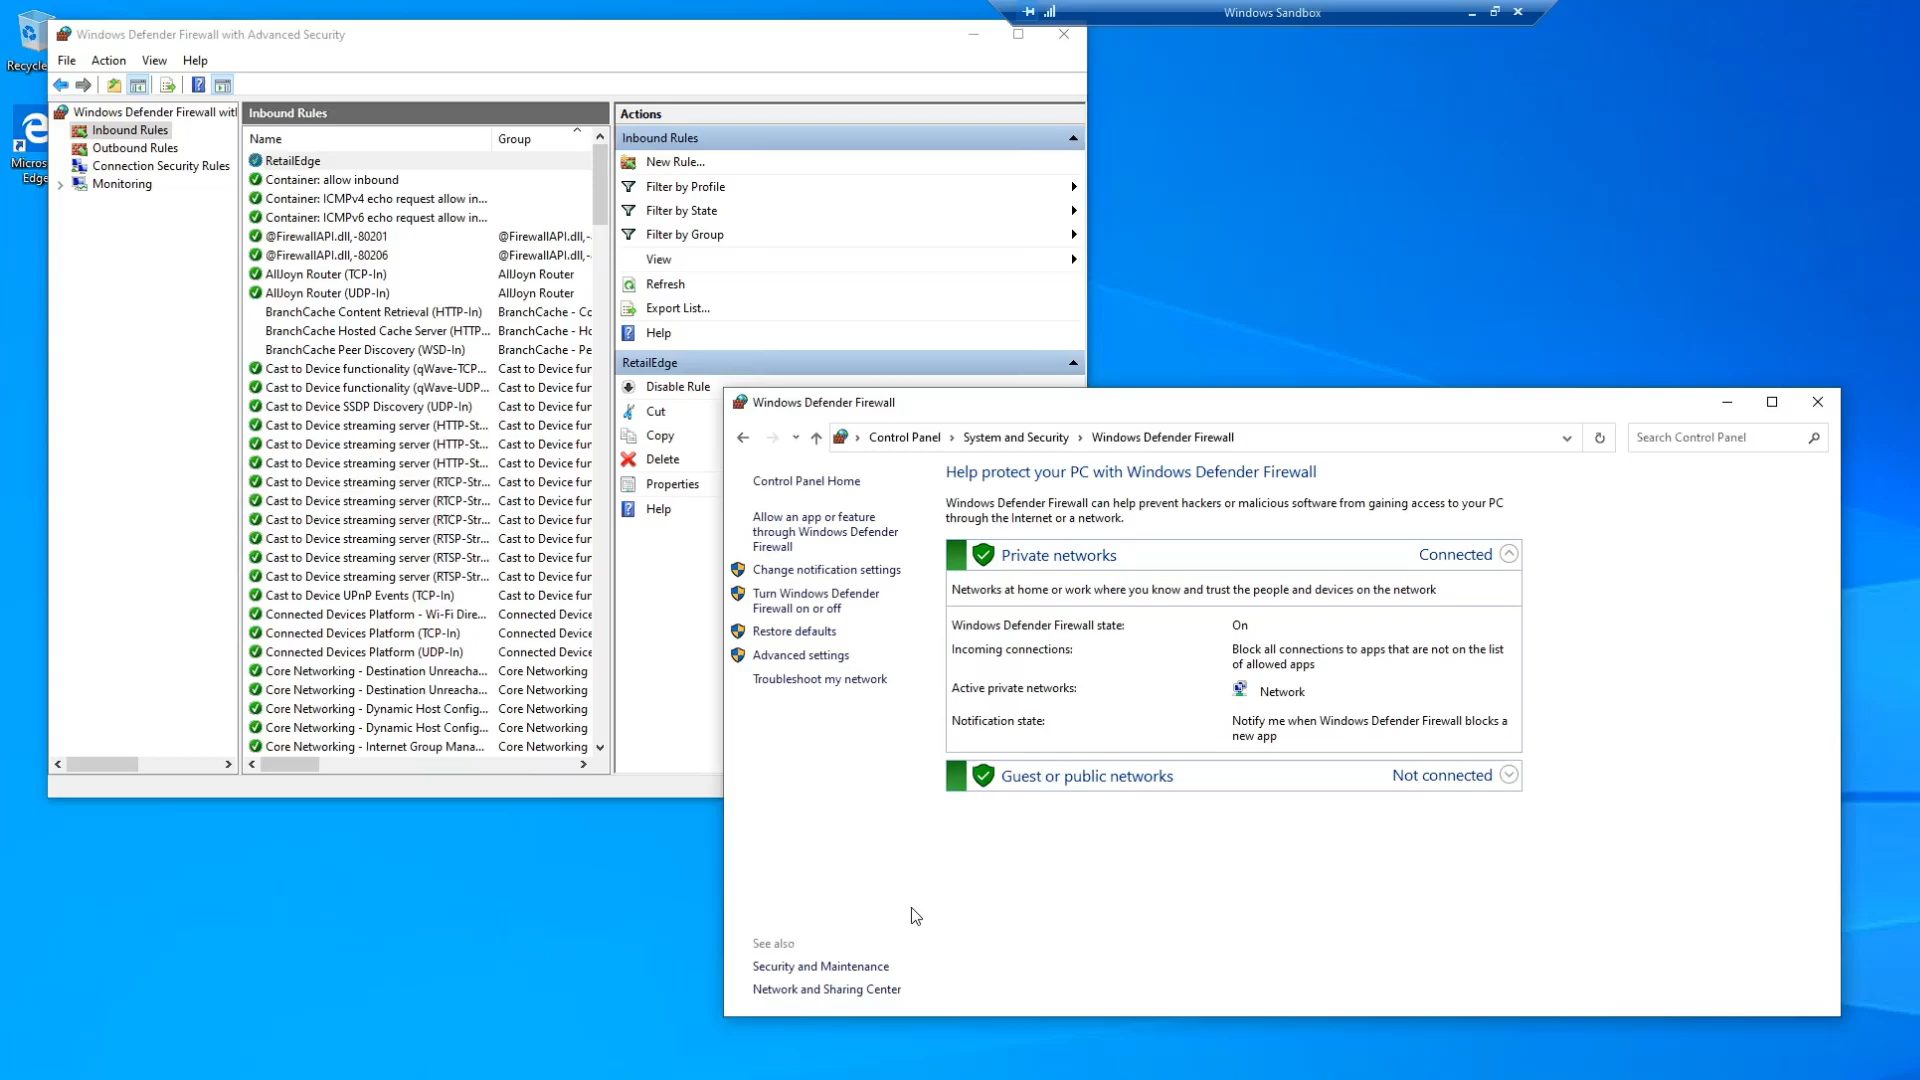 Windows Sandbox
Recycle
Micros
Edge
Windows Defender Firewall with Advanced Security
File Action View Help
Windows Defender Firewall wit
Inbound Rules
Outbound Rules
Connection Security Rules
Monitoring
Inbound Rules
Name Group
RetailEdge
Container: allow inbound
Container: ICMPv4 echo request allow in...
Container: ICMPv6 echo request allow in...
@FirewallAPI.dll,-80201 @FirewallAPI.dll,-
@FirewallAPI.dll,-80206 @FirewallAPI.dll,-
AllJoyn Router (TCP-In) AllJoyn Router
AllJoyn Router (UDP-In) AllJoyn Router
BranchCache Content Retrieval (HTTP-In) BranchCache - Co
BranchCache Hosted Cache Server (HTTP... BranchCache - Ho
BranchCache Peer Discovery (WSD-In) BranchCache - Pe
Cast to Device functionality (qWave-TCP... Cast to Device fun
Cast to Device functionality (qWave-UDP... Cast to Device fun
Cast to Device SSDP Discovery (UDP-In) Cast to Device fun
Cast to Device streaming server (HTTP-St... Cast to Device fun
Cast to Device streaming server (HTTP-St... Cast to Device fun
Cast to Device streaming server (HTTP-St... Cast to Device fun
Cast to Device streaming server (RTCP-Str... Cast to Device fun
Cast to Device streaming server (RTCP-Str... Cast to Device fun
Cast to Device streaming server (RTCP-Str... Cast to Device fun
Cast to Device streaming server (RTSP-Str... Cast to Device fun
Cast to Device streaming server (RTSP-Str... Cast to Device fun
Cast to Device streaming server (RTSP-Str... Cast to Device fun
Cast to Device UPnP Events (TCP-In) Cast to Device fun
Connected Devices Platform - Wi-Fi Dire... Connected Device
Connected Devices Platform (TCP-In) Connected Device
Connected Devices Platform (UDP-In) Connected Device
Core Networking - Destination Unreacha... Core Networking
Core Networking - Destination Unreacha... Core Networking
Core Networking - Dynamic Host Config... Core Networking
Core Networking - Dynamic Host Config... Core Networking
Core Networking - Internet Group Mana... Core Networking
Actions
Inbound Rules
New Rule...
Filter by Profile
Filter by State
Filter by Group
View
Refresh
Export List...
Help
RetailEdge
Disable Rule
Cut
Copy
Delete
Properties
Help
Windows Defender Firewall
Control Panel › System and Security › Windows Defender Firewall
Search Control Panel
Control Panel Home
Allow an app or feature
through Windows Defender
Firewall
Change notification settings
Turn Windows Defender
Firewall on or off
Restore defaults
Advanced settings
Troubleshoot my network
See also
Security and Maintenance
Network and Sharing Center
Help protect your PC with Windows Defender Firewall
Windows Defender Firewall can help prevent hackers or malicious software from gaining access to your PC
through the Internet or a network.
Private networks Connected
Networks at home or work where you know and trust the people and devices on the network
Windows Defender Firewall state: On
Incoming connections: Block all connections to apps that are not on the list
of allowed apps
Active private networks: Network
Notification state: Notify me when Windows Defender Firewall blocks a
new app
Guest or public networks Not connected